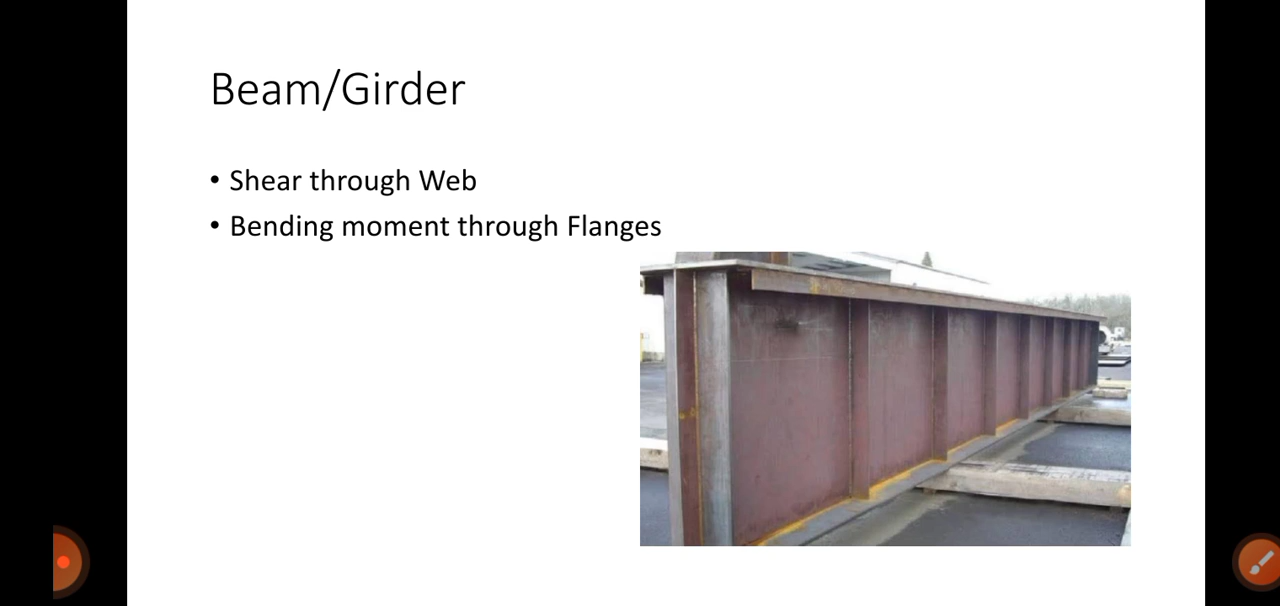 Beam/Girder
• Shear through Web
• Bending moment through Flanges